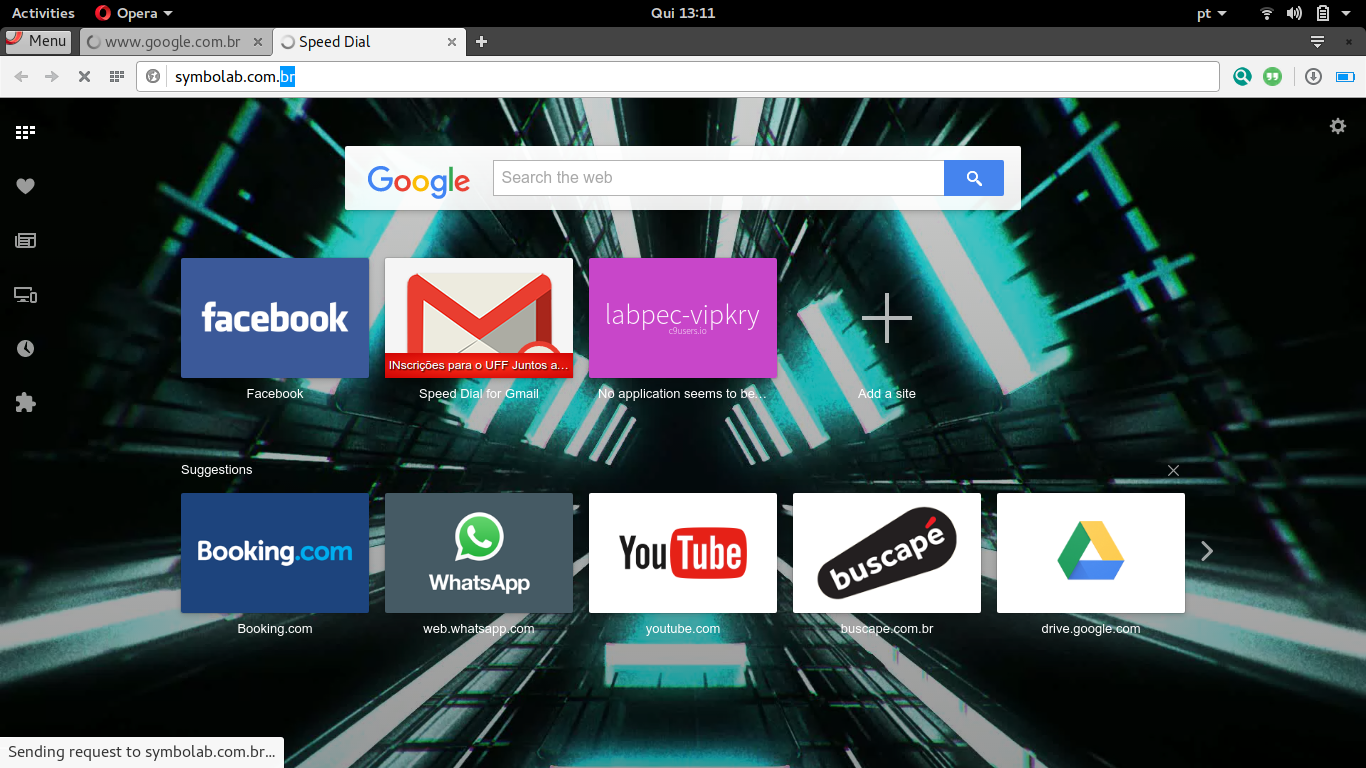 Activities Opera Qui 13:11 pt
Menu www.google.com.br Speed Dial
symbolab.com.br
Google Search the web
facebook
INscrições para o UFF Juntos a...
labpec-vipkry
c9users.io
Facebook Speed Dial for Gmail No application seems to be... Add a site
Suggestions
Booking.com WhatsApp YouTube buscapé
Booking.com web.whatsapp.com youtube.com buscape.com.br drive.google.com
Sending request to symbolab.com.br...